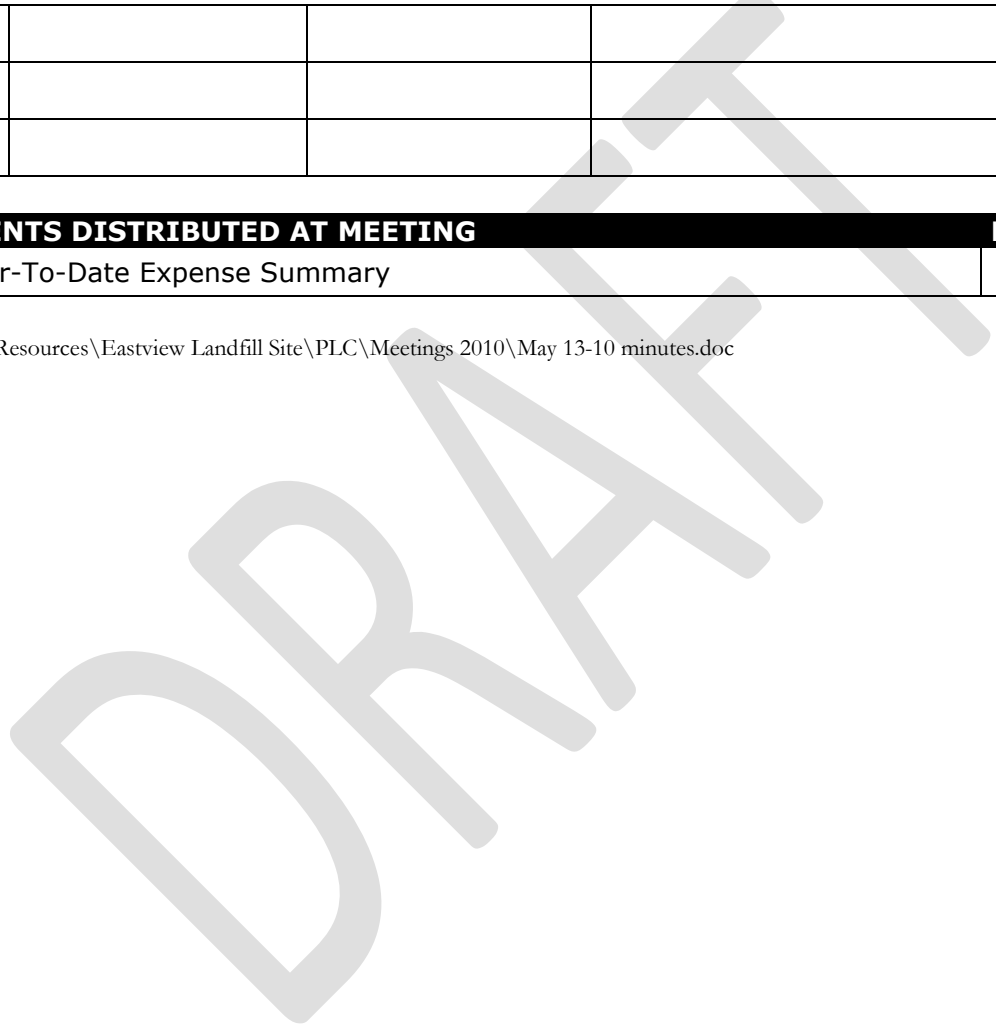 ENTS DISTRIBUTED AT MEETING
r-To-Date Expense Summary
Resources\Eastview Landfill Site\PLC\Meetings 2010\May 13-10 minutes.doc
DRAFT